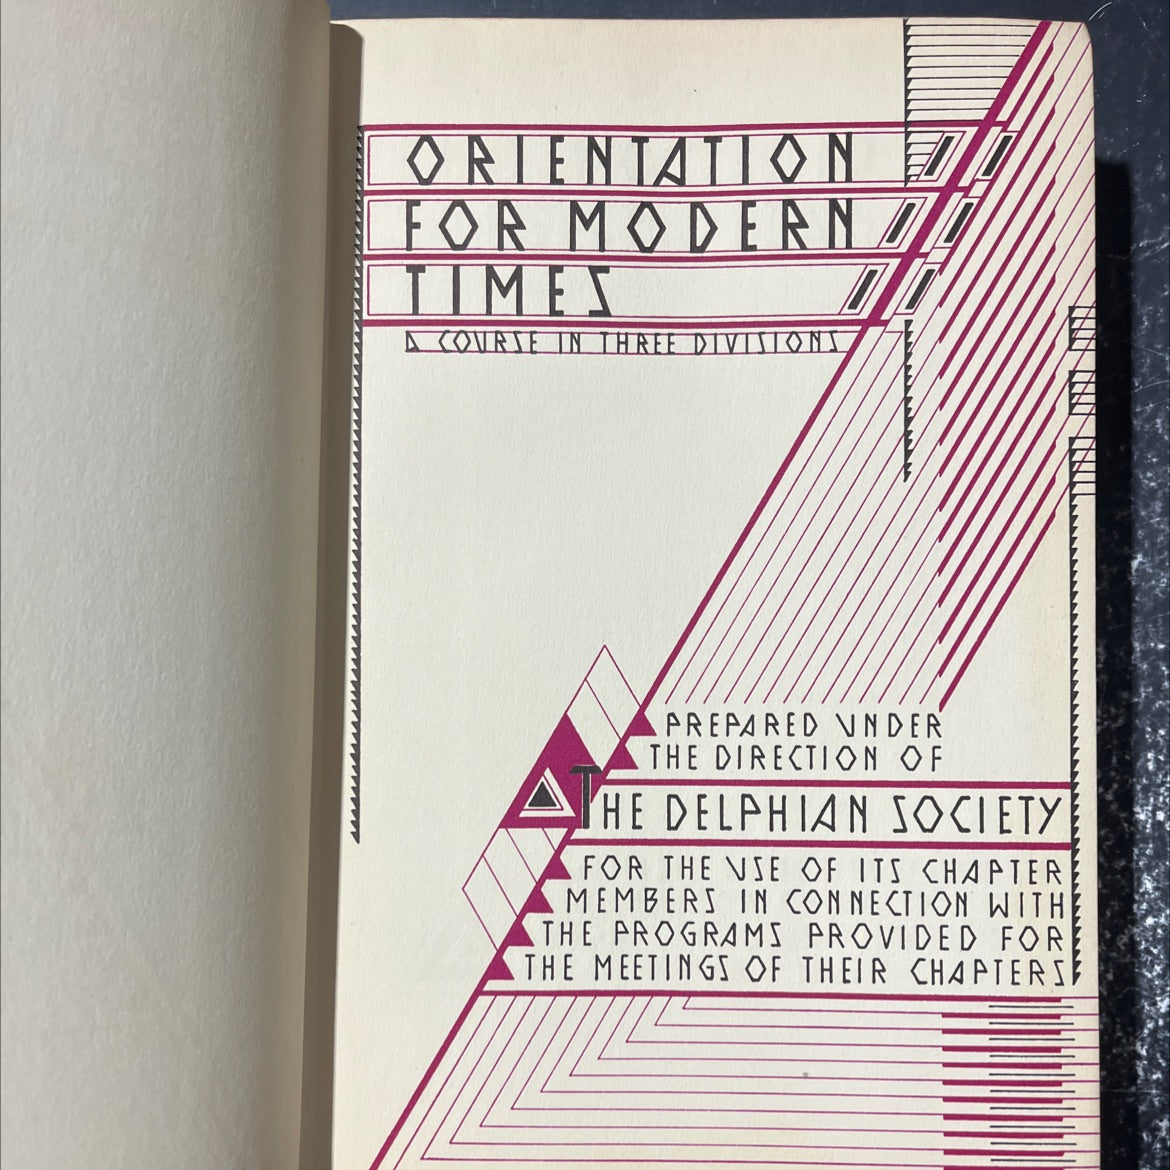 ORIENTATION
FOR MODERN
TIMES
A COURSE IN THREE DIVISIONS
PREPARED UNDER
THE DIRECTION OF
THE DELPHIAN SOCIETY
FOR THE USE OF ITS CHAPTER
MEMBERS IN CONNECTION WITH
THE PROGRAMS PROVIDED FOR
THE MEETINGS OF THEIR CHAPTERS